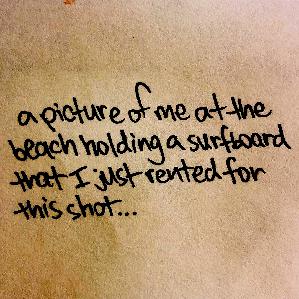 a picture of me at the
beach holding a surfboard
that I just rented for
this shot...